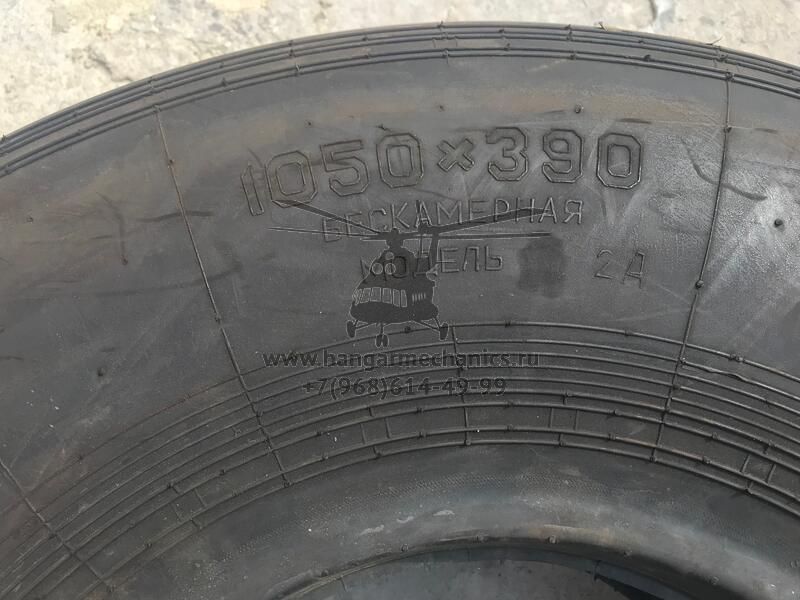 1050×390
БЕСКАМЕРНАЯ
МОДЕЛЬ 2А
www.hangarmechanics.ru
+7(968)614-49-99